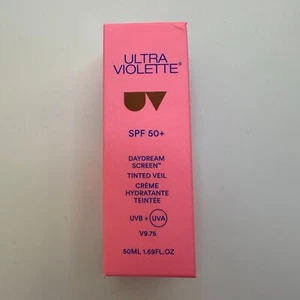 ULTRA
VIOLETTE®
UV
SPF 50+
DAYDREAM
SCREEN™
TINTED VEIL
CRÈME
HYDRATANTE
TEINTÉE
UVB + UVA
V9.75
50ML 1.69FL.OZ